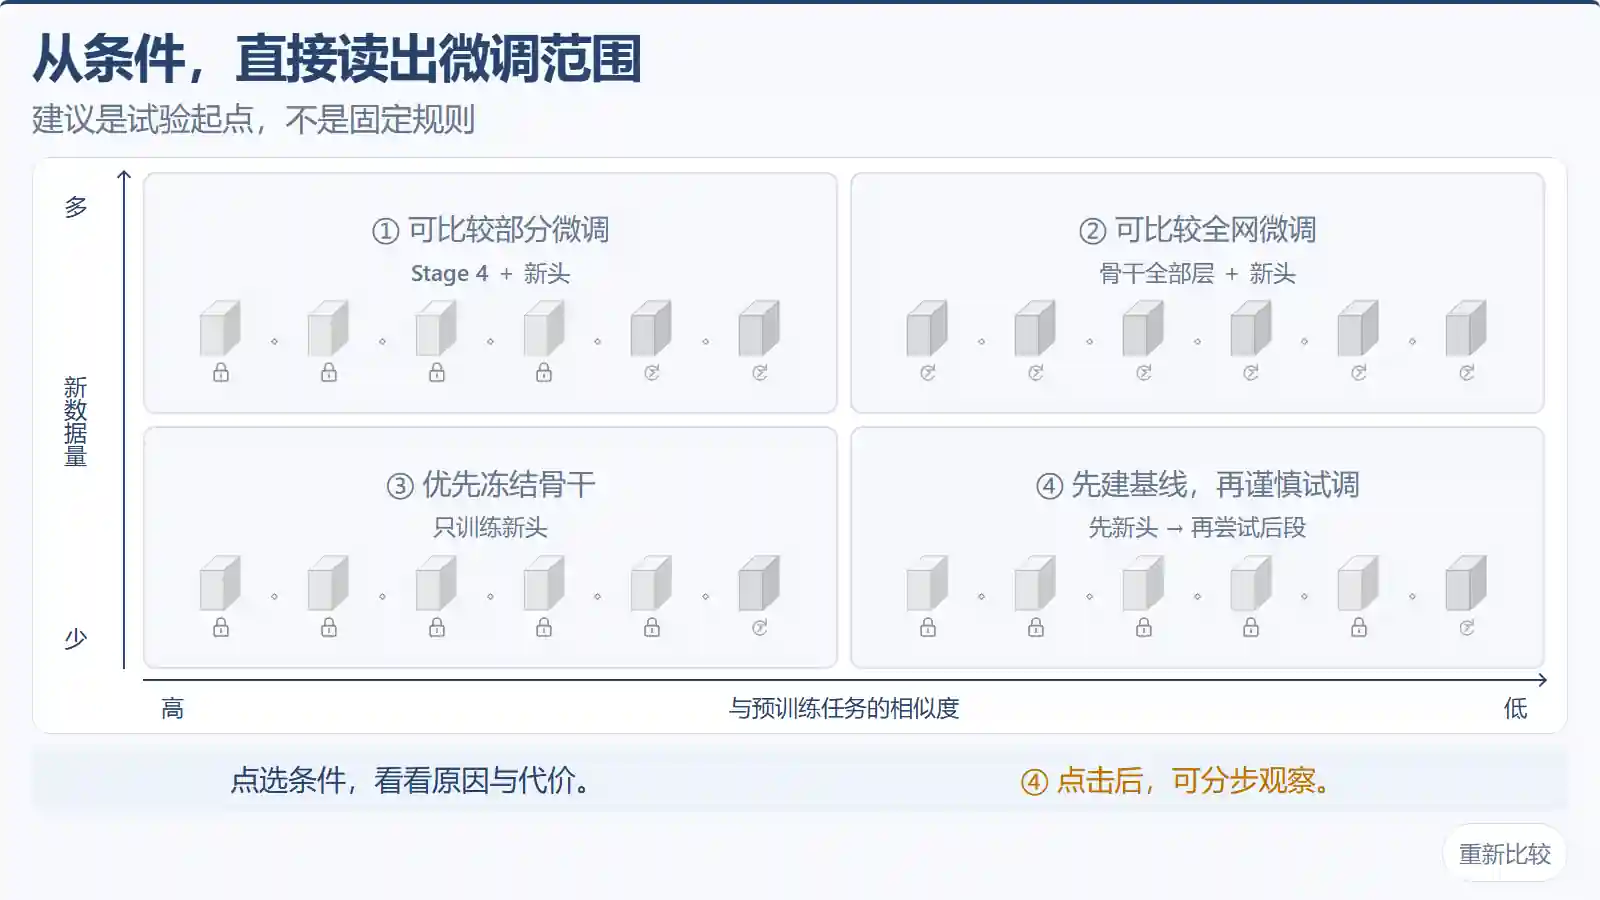 从条件，直接读出微调范围
建议是试验起点，不是固定规则
多
新数据量
少
① 可比较部分微调
Stage 4 + 新头
② 可比较全网微调
骨干全部层 + 新头
③ 优先冻结骨干
只训练新头
④ 先建基线，再谨慎试调
先新头 → 再尝试后段
高
与预训练任务的相似度
低
点选条件，看看原因与代价。
④ 点击后，可分步观察。
重新比较